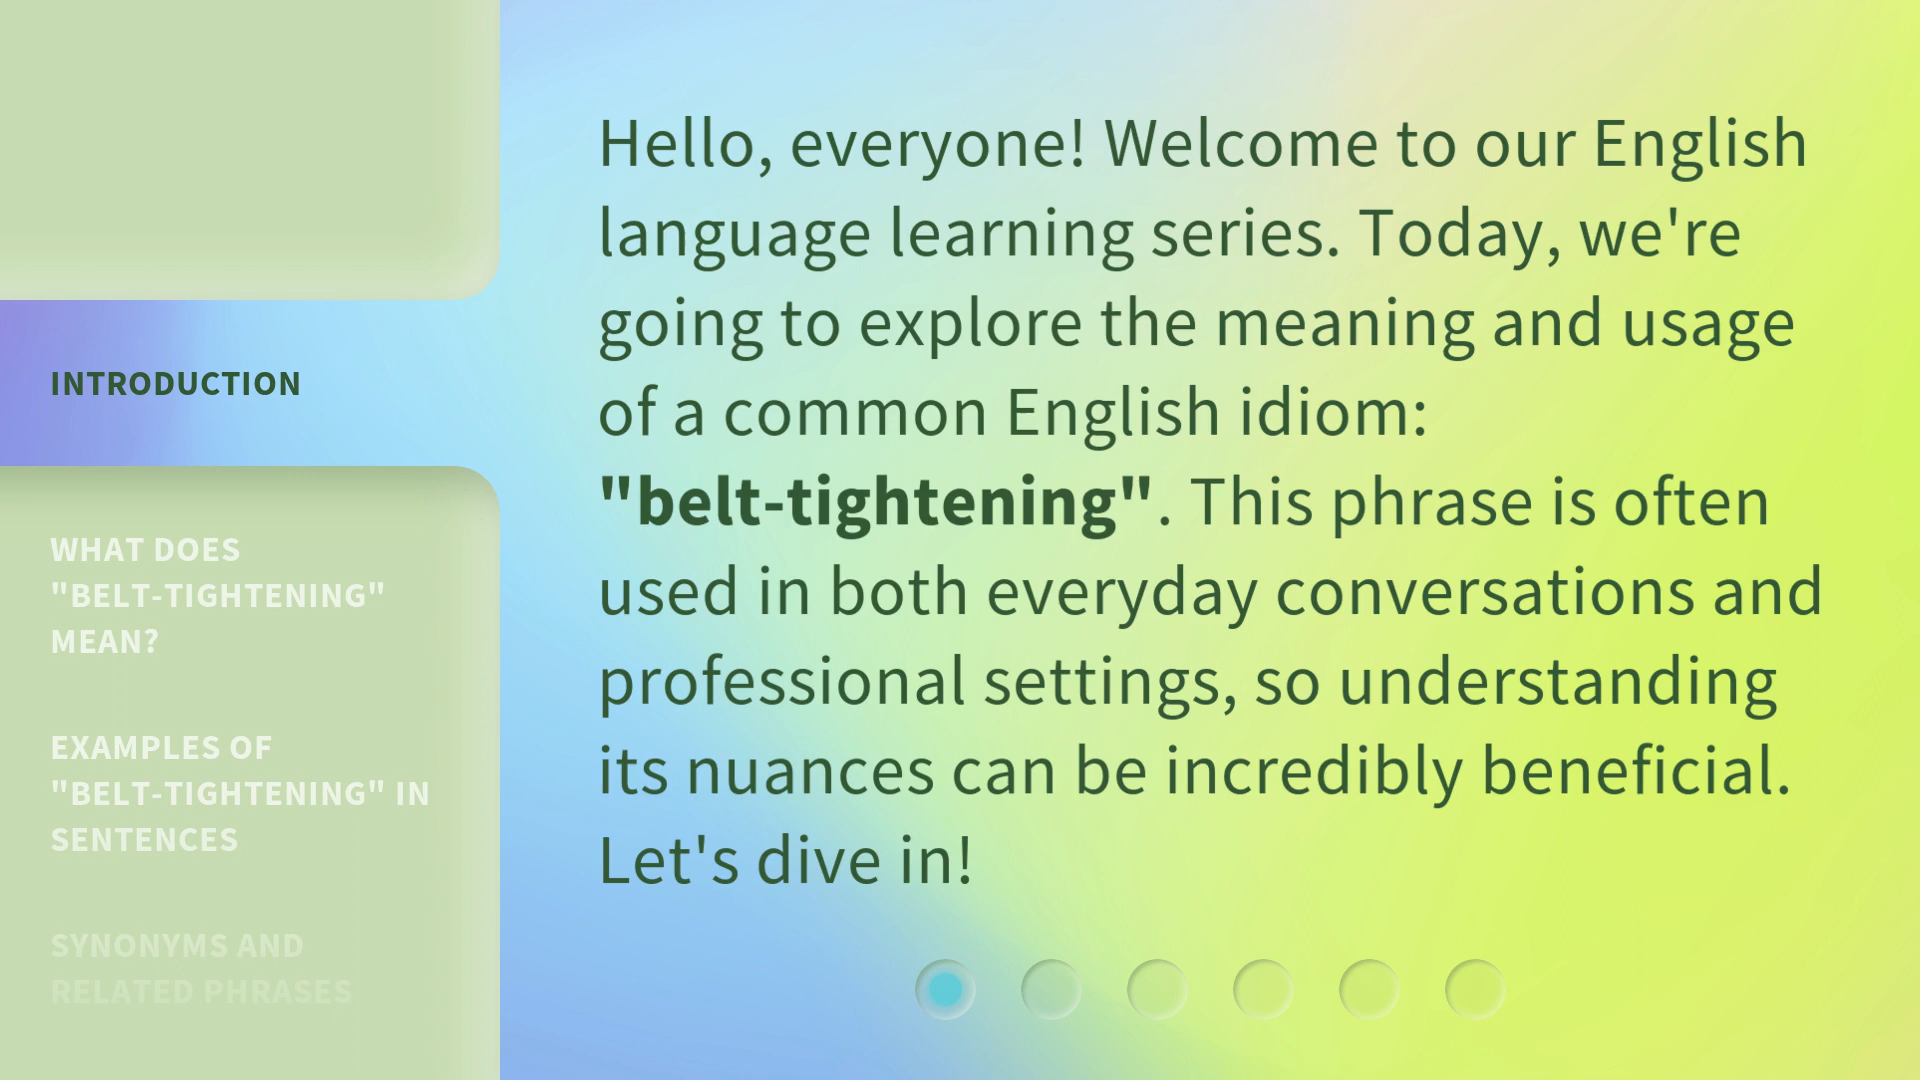 INTRODUCTION
WHAT DOES
"BELT-TIGHTENING"
MEAN?
EXAMPLES OF
"BELT-TIGHTENING" IN
SENTENCES
SYNONYMS AND
RELATED PHRASES
Hello, everyone! Welcome to our English
language learning series. Today, we're
going to explore the meaning and usage
of a common English idiom:
"belt-tightening". This phrase is often
used in both everyday conversations and
professional settings, so understanding
its nuances can be incredibly beneficial.
Let's dive in!